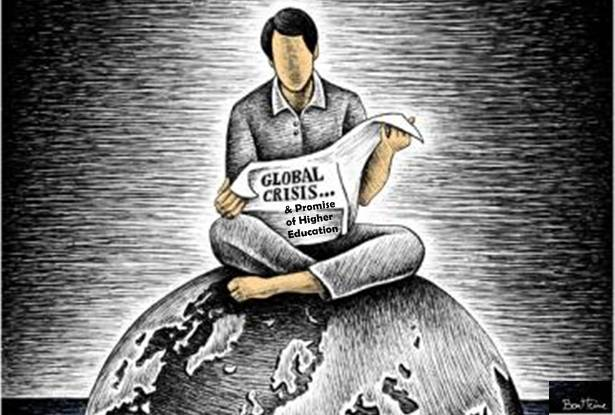 GLOBAL
CRISIS...
& Promise
of Higher
Education